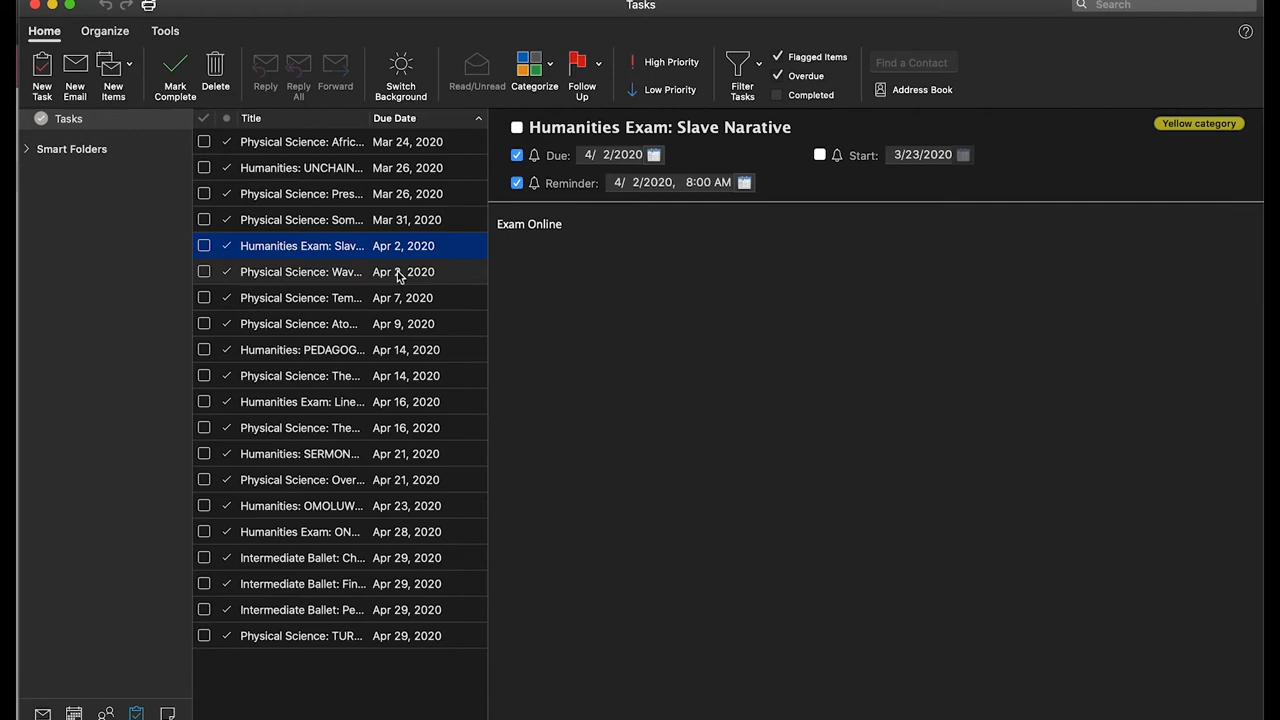 Tasks
Search
Home Organize Tools
New Task
New Email
New Items
Mark Complete
Delete
Reply
Reply All
Forward
Switch Background
Read/Unread
Categorize
Follow Up
High Priority
Low Priority
Filter Tasks
Flagged Items
Overdue
Completed
Find a Contact
Address Book
Tasks
Smart Folders
Title Due Date
Physical Science: Afric... Mar 24, 2020
Humanities: UNCHAIN... Mar 26, 2020
Physical Science: Pres... Mar 26, 2020
Physical Science: Som... Mar 31, 2020
Humanities Exam: Slav... Apr 2, 2020
Physical Science: Wav... Apr 2020
Physical Science: Tem... Apr 7, 2020
Physical Science: Ato... Apr 9, 2020
Humanities: PEDAGOG... Apr 14, 2020
Physical Science: The... Apr 14, 2020
Humanities Exam: Line... Apr 16, 2020
Physical Science: The... Apr 16, 2020
Humanities: SERMON... Apr 21, 2020
Physical Science: Over... Apr 21, 2020
Humanities: OMOLUW... Apr 23, 2020
Humanities Exam: ON... Apr 28, 2020
Intermediate Ballet: Ch... Apr 29, 2020
Intermediate Ballet: Fin... Apr 29, 2020
Intermediate Ballet: Pe... Apr 29, 2020
Physical Science: TUR... Apr 29, 2020
Humanities Exam: Slave Narative
Yellow category
Due: 4/ 2/2020
Start: 3/23/2020
Reminder: 4/ 2/2020, 8:00 AM
Exam Online